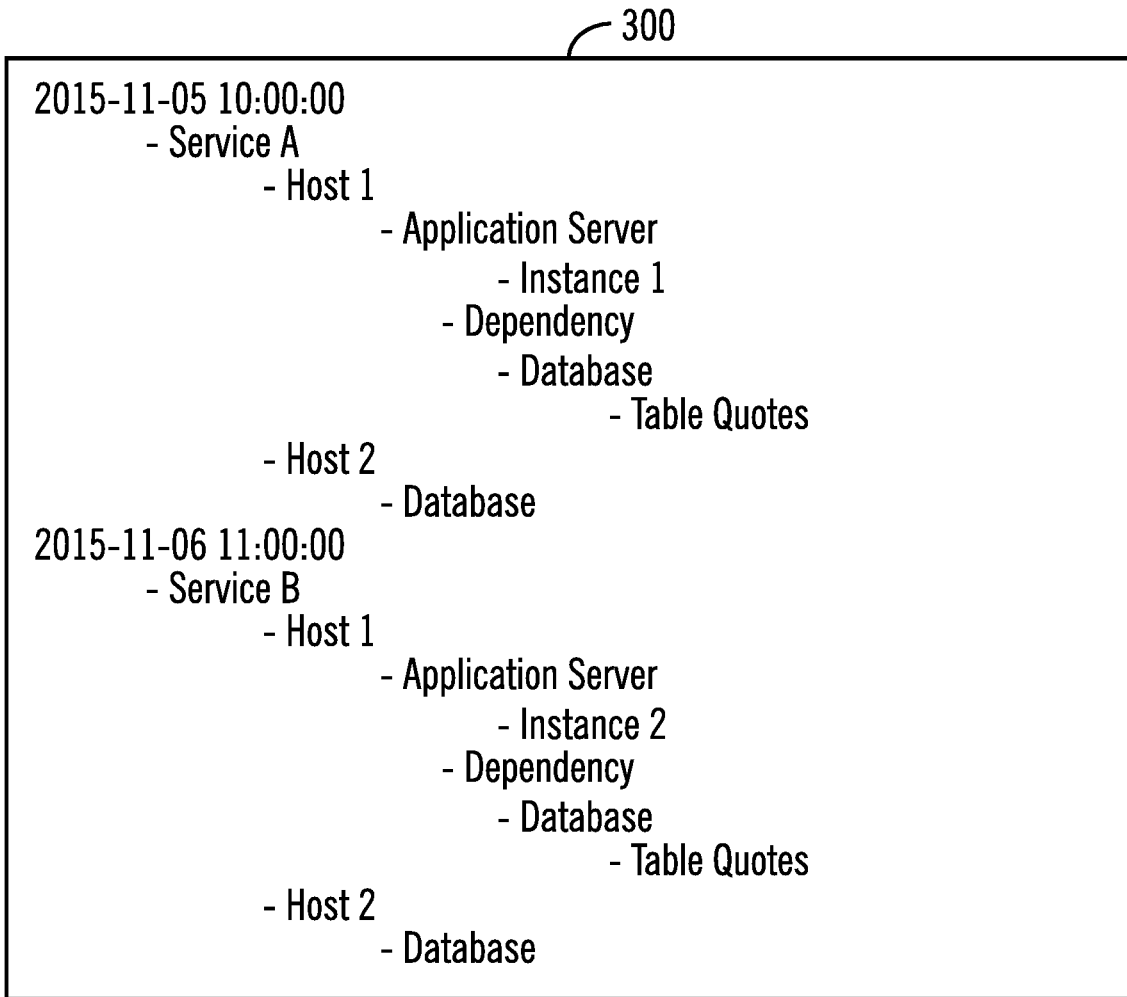 300
2015-11-05 10:00:00
- Service A
- Host 1
- Application Server
- Instance 1
- Dependency
- Database
- Table Quotes
- Host 2
- Database
2015-11-06 11:00:00
- Service B
- Host 1
- Application Server
- Instance 2
- Dependency
- Database
- Table Quotes
- Host 2
- Database